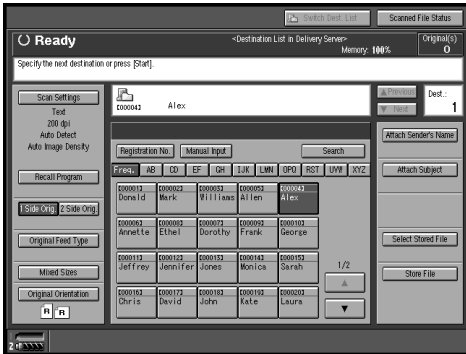 Switch Dest. List
Scanned File Status
Ready
<Destination List in Delivery Server>
Memory: 100%
Original(s)
0
Specify the next destination or press [Start].
Scan Settings
Text
200 dpi
Auto Detect
Auto Image Density
Recall Program
1 Side Orig.
2 Side Orig.
Original Feed Type
Mixed Sizes
Original Orientation
R R
2
[00004] Alex
▲ Previous
▼ Next
Dest.:
1
Registration No.
Manual Input
Search
Freq. AB CD EF GH IJK LMN OPQ RST UVW XYZ
[00001] [00002] [00003] [00005] [00004]
Donald Mark Williams Allen Alex
[00006] [00007] [00008] [00009] [00010]
Annette Ethel Dorothy Frank George
[00011] [00012] [00013] [00014] [00015]
Jeffrey Jennifer Jones Monica Sarah
[00016] [00017] [00018] [00019] [00020]
Chris David John Kate Laura
1/2
▲
▼
Attach Sender's Name
Attach Subject
Select Stored File
Store File